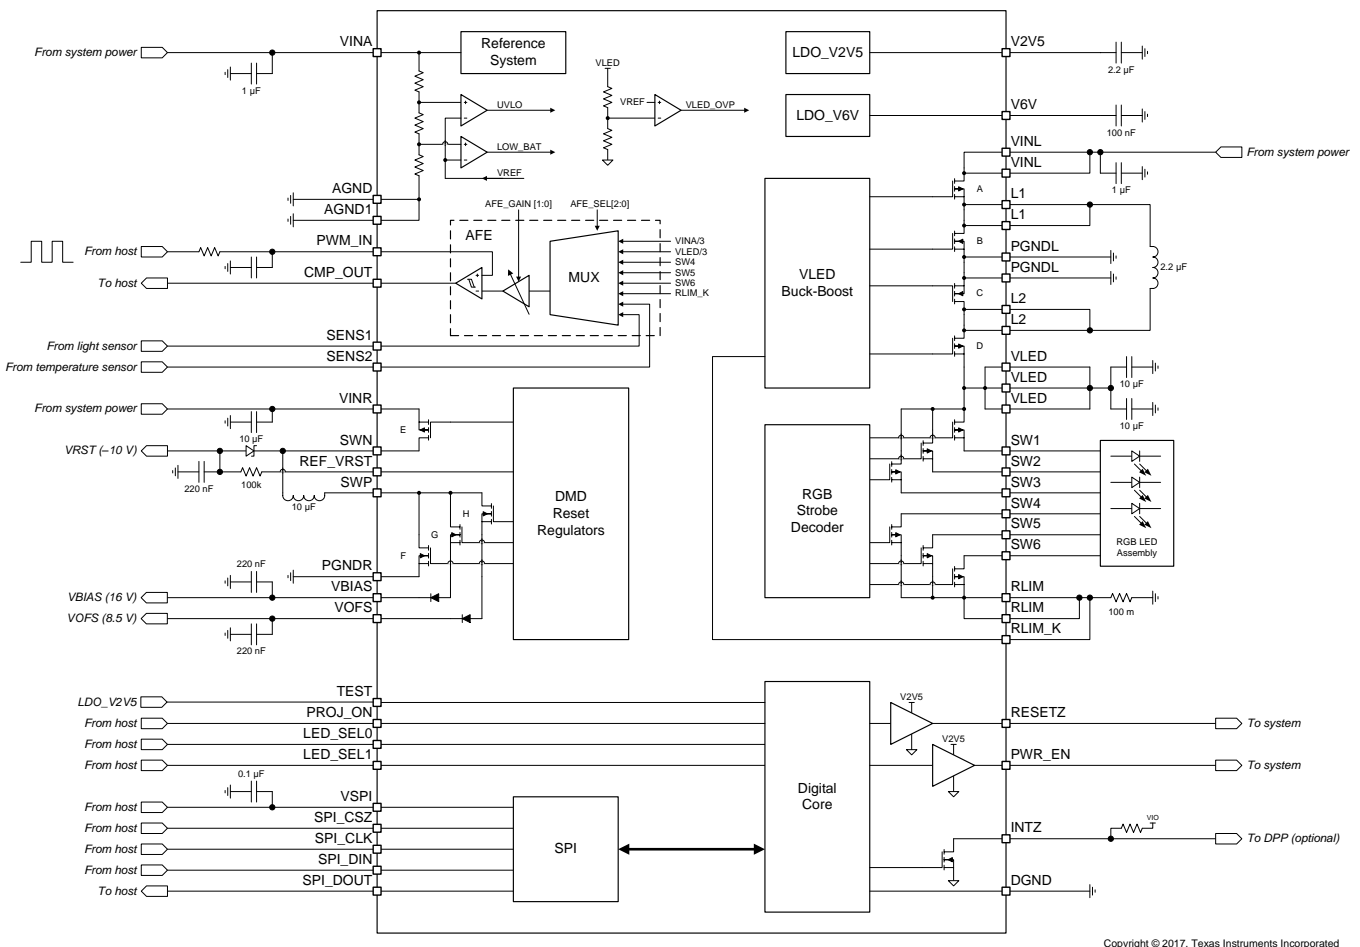 From system power
1 µF
VINA
Reference
System
UVLO
LOW_BAT
VREF
VLED
VREF
VLED_OVP
AGND
AGND1
From host
PWM_IN
To host
CMP_OUT
AFE_GAIN [1:0]
AFE_SEL[2:0]
AFE
MUX
VINA/3
VLED/3
SW4
SW5
SW6
RLIM_K
From light sensor
SENS1
From temperature sensor
SENS2
From system power
10 µF
VINR
VRST (–10 V)
SWN
220 nF
100k
REF_VRST
10 µF
SWP
E
F
G
H
DMD
Reset
Regulators
PGNDR
220 nF
VBIAS (16 V)
VBIAS
VOFS (8.5 V)
VOFS
220 nF
LDO_V2V5
V2V5
2.2 µF
LDO_V6V
V6V
100 nF
VINL
VINL
From system power
1 µF
VLED
Buck-Boost
A
B
C
D
L1
L1
PGNDL
PGNDL
2.2 µF
L2
L2
VLED
VLED
VLED
10 µF
10 µF
RGB
Strobe
Decoder
SW1
SW2
SW3
SW4
SW5
SW6
RGB LED
Assembly
RLIM
RLIM
100 m
RLIM_K
LDO_V2V5
TEST
From host
PROJ_ON
From host
LED_SEL0
From host
LED_SEL1
0.1 µF
From host
VSPI
From host
SPI_CSZ
From host
SPI_CLK
From host
SPI_DIN
To host
SPI_DOUT
SPI
Digital
Core
V2V5
RESETZ
To system
V2V5
PWR_EN
To system
INTZ
VIO
To DPP (optional)
DGND
Copyright © 2017, Texas Instruments Incorporated